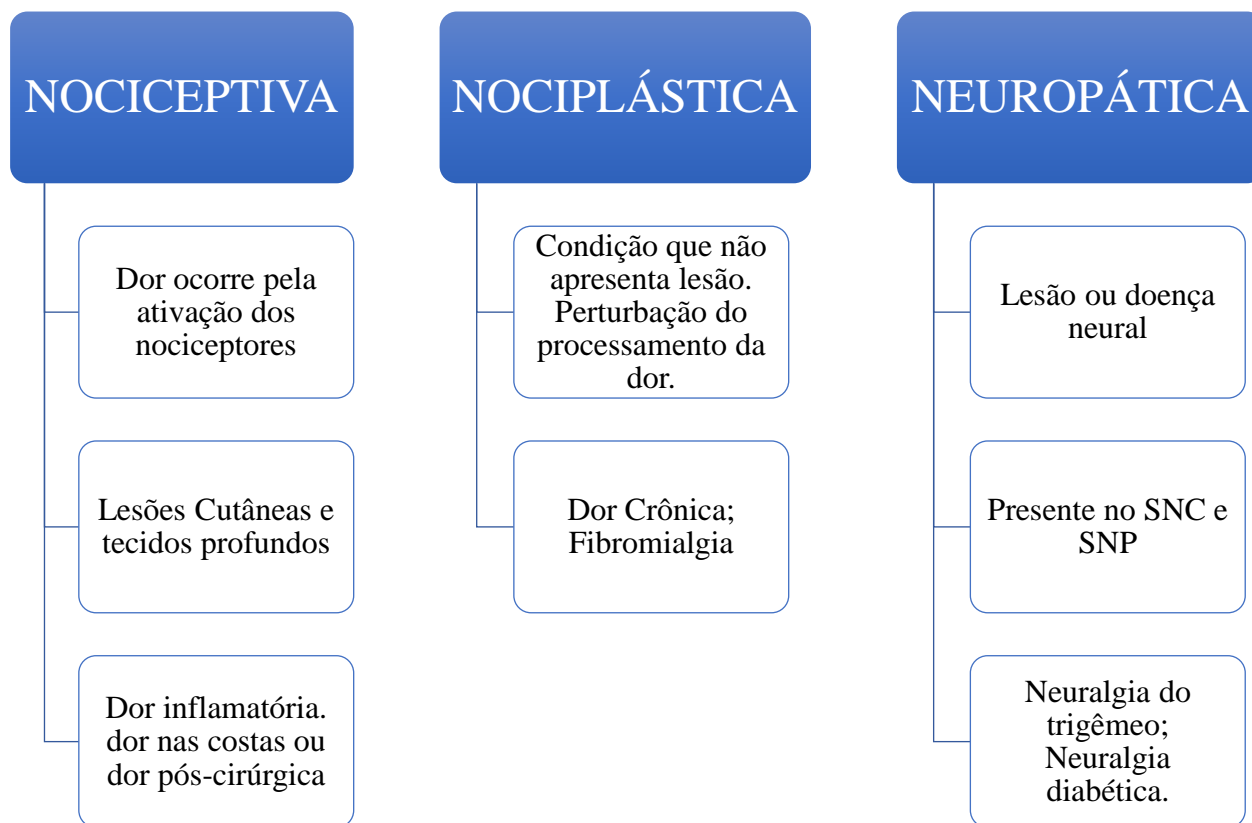 NOCICEPTIVA
Dor ocorre pela
ativação dos
nociceptores
Lesões Cutâneas e
tecidos profundos
Dor inflamatória.
dor nas costas ou
dor pós-cirúrgica
NOCIPLÁSTICA
Condição que não
apresenta lesão.
Perturbação do
processamento da
dor.
Dor Crônica;
Fibromialgia
NEUROPÁTICA
Lesão ou doença
neural
Presente no SNC e
SNP
Neuralgia do
trigêmeo;
Neuralgia
diabética.